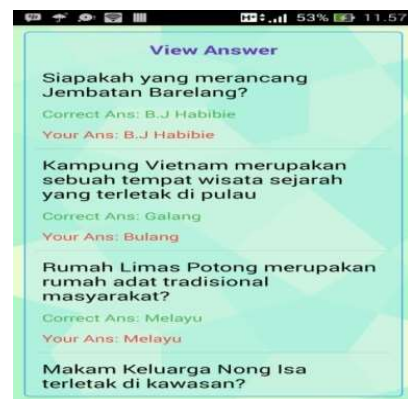 53% 11.57
View Answer
Siapakah yang merancang
Jembatan Barelang?
Correct Ans: B.J Habibie
Your Ans: B.J Habibie
Kampung Vietnam merupakan
sebuah tempat wisata sejarah
yang terletak di pulau
Correct Ans: Galang
Your Ans: Bulang
Rumah Limas Potong merupakan
rumah adat tradisional
masyarakat?
Correct Ans: Melayu
Your Ans: Melayu
Makam Keluarga Nong Isa
terletak di kawasan?